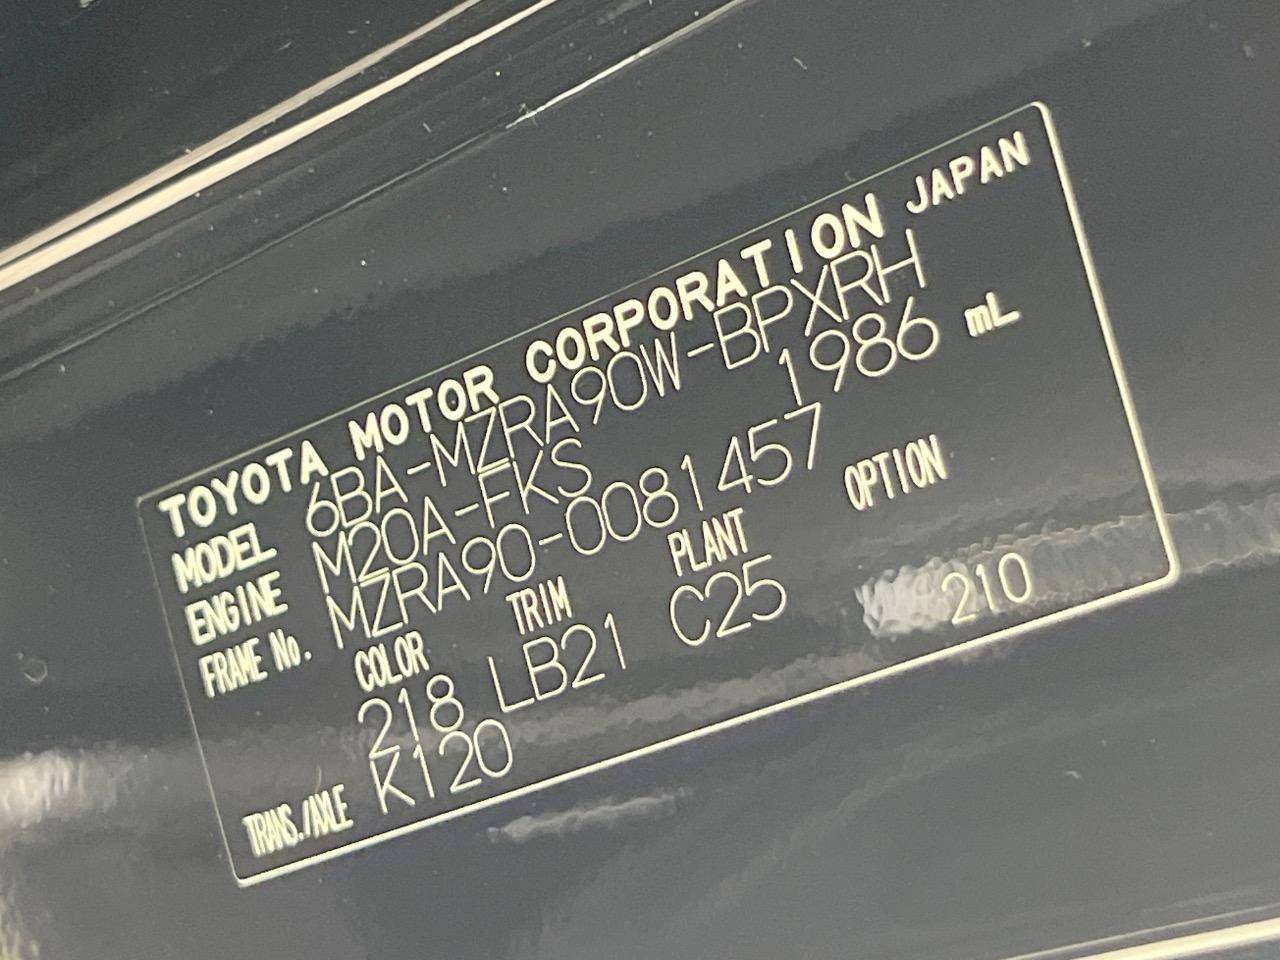 TOYOTA MOTOR CORPORATION JAPAN
MODEL 6BA-MZRA90W-BPXRH
ENGINE M20A-FKS 1986 mL
FRAME No. MZRA90-0081457
COLOR TRIM PLANT OPTION
218 LB21 C25 210
TRANS./AXLE K120